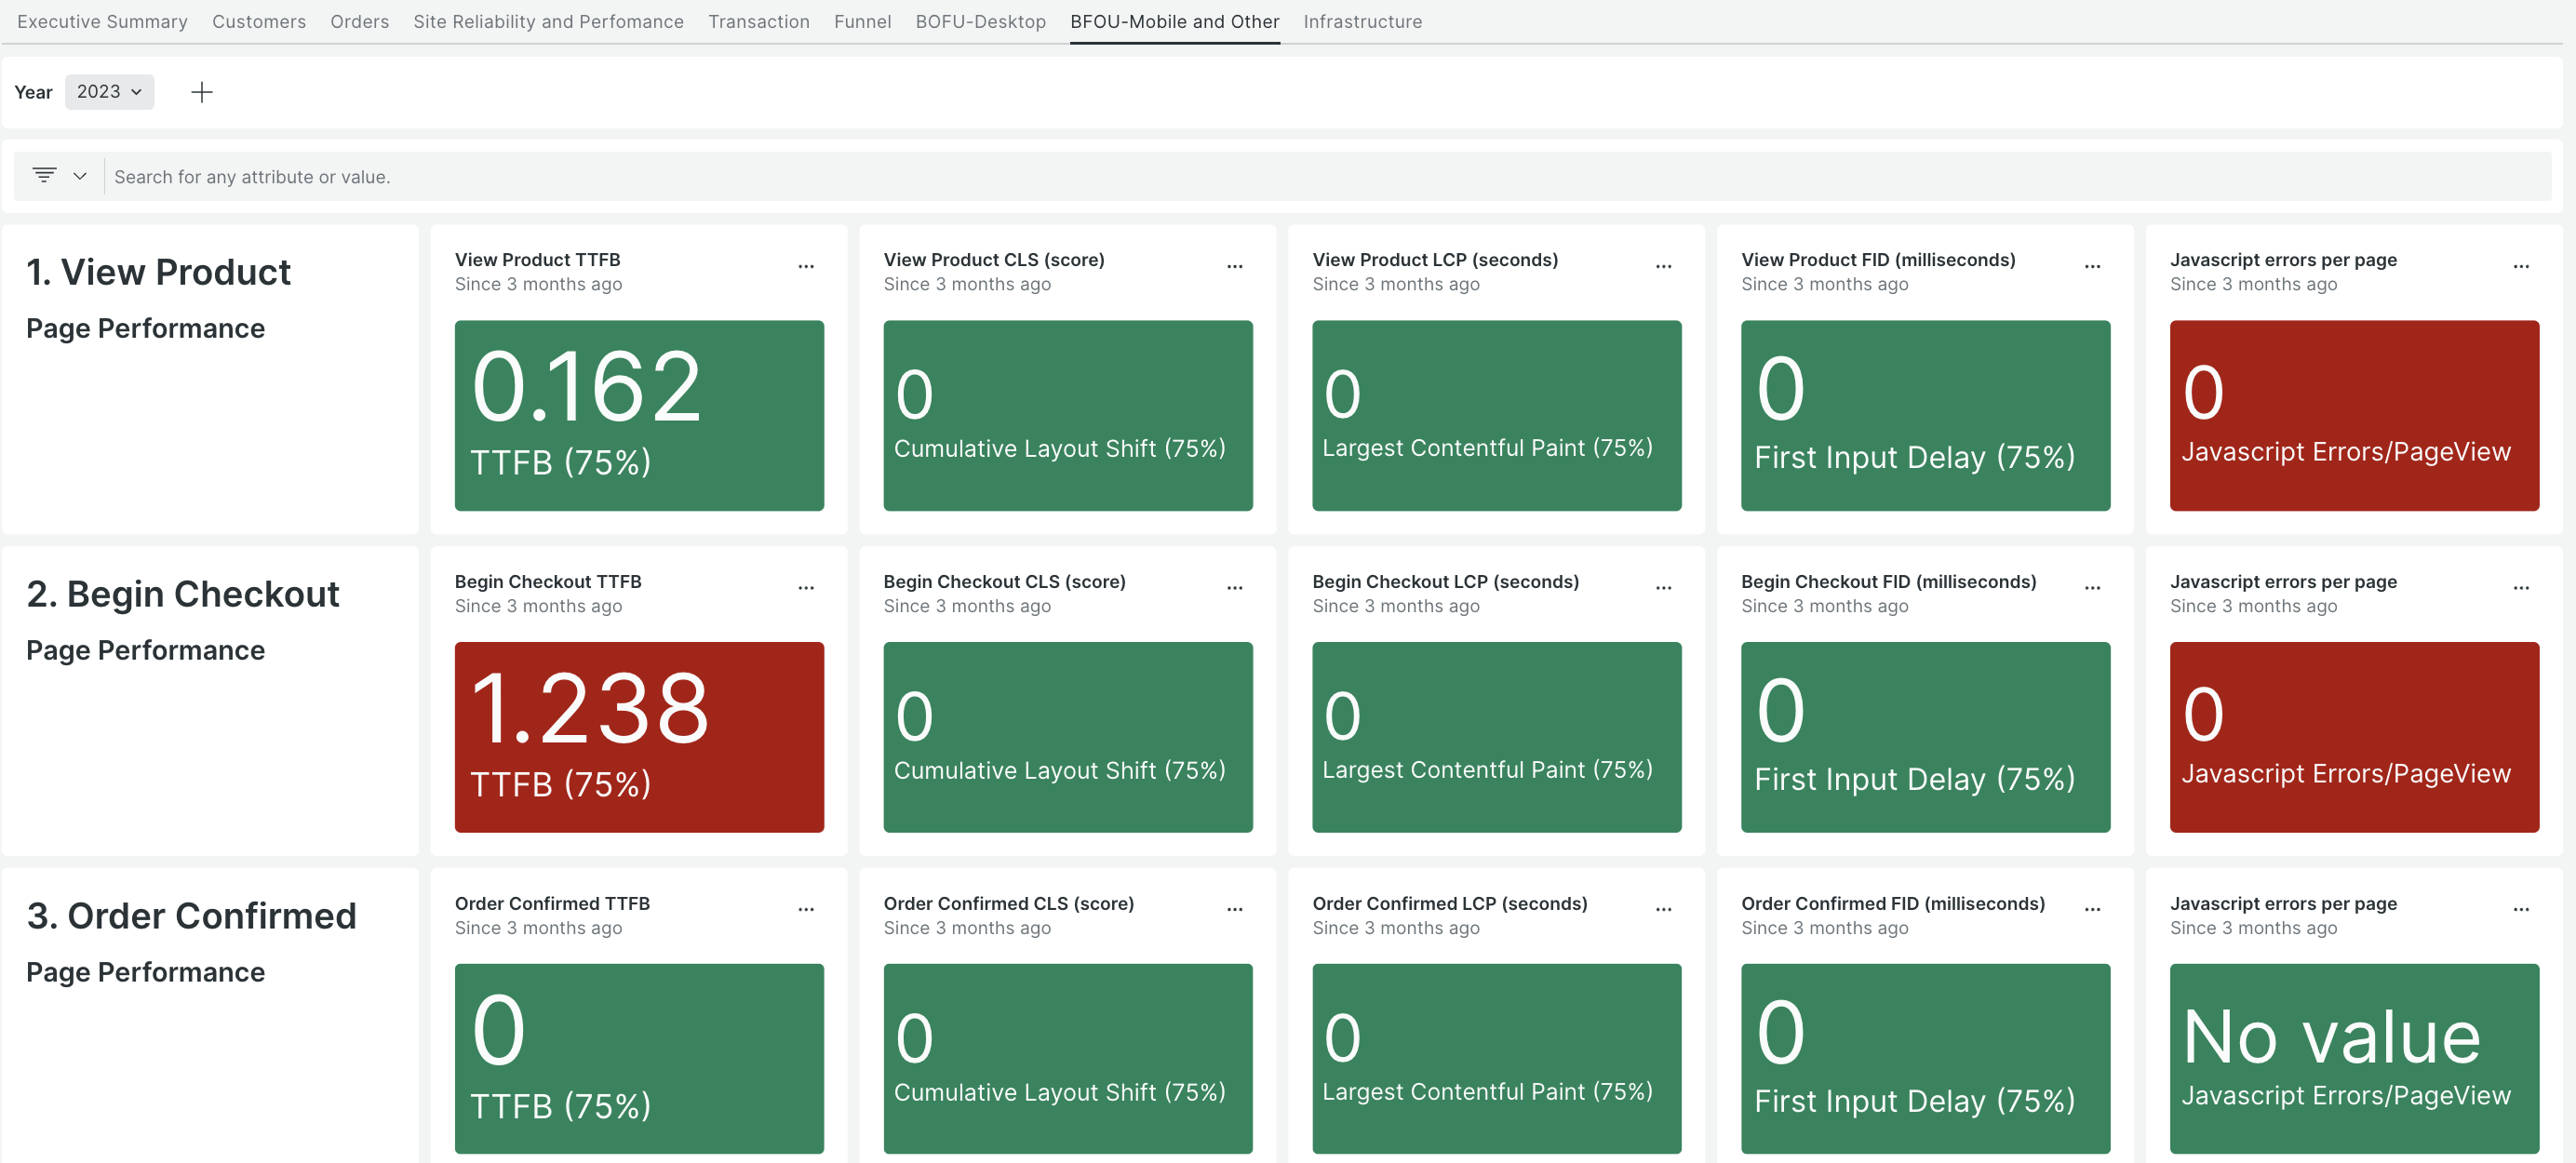 Executive Summary Customers Orders Site Reliability and Perfomance Transaction Funnel BOFU-Desktop BFOU-Mobile and Other Infrastructure
Year 2023
Search for any attribute or value.
1. View Product
Page Performance
View Product TTFB
Since 3 months ago
0.162
TTFB (75%)
View Product CLS (score)
Since 3 months ago
0
Cumulative Layout Shift (75%)
View Product LCP (seconds)
Since 3 months ago
0
Largest Contentful Paint (75%)
View Product FID (milliseconds)
Since 3 months ago
0
First Input Delay (75%)
Javascript errors per page
Since 3 months ago
0
Javascript Errors/PageView
2. Begin Checkout
Page Performance
Begin Checkout TTFB
Since 3 months ago
1.238
TTFB (75%)
Begin Checkout CLS (score)
Since 3 months ago
0
Cumulative Layout Shift (75%)
Begin Checkout LCP (seconds)
Since 3 months ago
0
Largest Contentful Paint (75%)
Begin Checkout FID (milliseconds)
Since 3 months ago
0
First Input Delay (75%)
Javascript errors per page
Since 3 months ago
0
Javascript Errors/PageView
3. Order Confirmed
Page Performance
Order Confirmed TTFB
Since 3 months ago
0
TTFB (75%)
Order Confirmed CLS (score)
Since 3 months ago
0
Cumulative Layout Shift (75%)
Order Confirmed LCP (seconds)
Since 3 months ago
0
Largest Contentful Paint (75%)
Order Confirmed FID (milliseconds)
Since 3 months ago
0
First Input Delay (75%)
Javascript errors per page
Since 3 months ago
No value
Javascript Errors/PageView